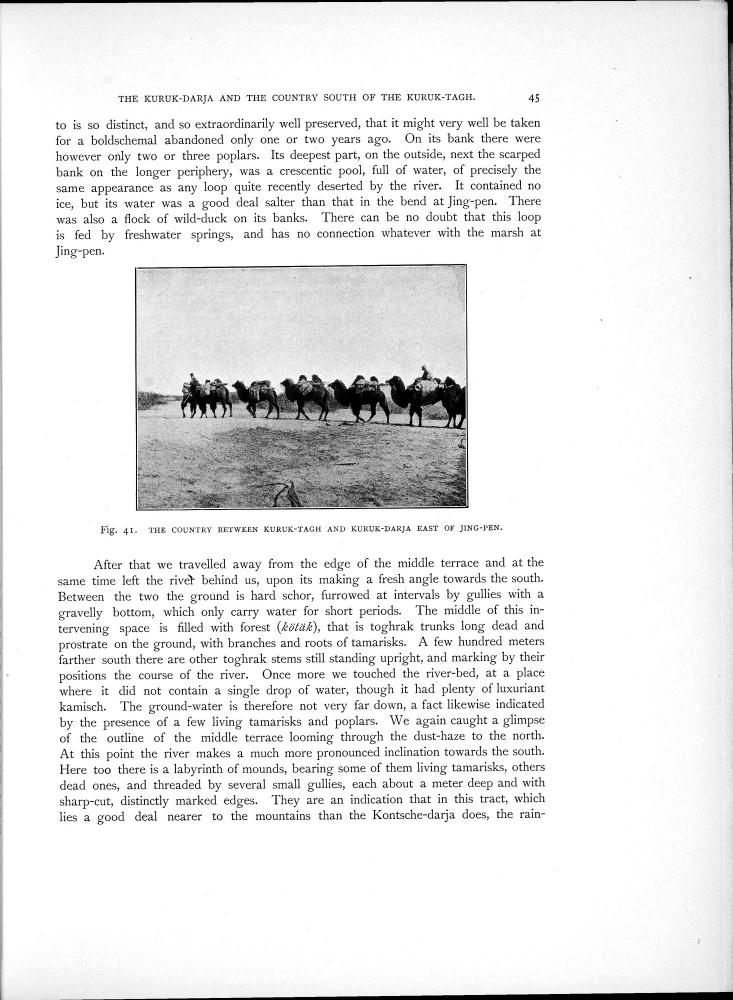 THE KURUK-DARJA AND THE COUNTRY SOUTH OF THE KURUK-TAGH. 45
to is so distinct, and so extraordinarily well preserved, that it might very well be taken
for a boldschemal abandoned only one or two years ago. On its bank there were
however only two or three poplars. Its deepest part, on the outside, next the scarped
bank on the longer periphery, was a crescentic pool, full of water, of precisely the
same appearance as any loop quite recently deserted by the river. It contained no
ice, but its water was a good deal salter than that in the bend at Jing-pen. There
was also a flock of wild-duck on its banks. There can be no doubt that this loop
is fed by freshwater springs, and has no connection whatever with the marsh at
Jing-pen.
Fig. 41. THE COUNTRY BETWEEN KURUK-TAGH AND KURUK-DARJA EAST OF JING-PEN.
After that we travelled away from the edge of the middle terrace and at the
same time left the river behind us, upon its making a fresh angle towards the south.
Between the two the ground is hard schor, furrowed at intervals by gullies with a
gravelly bottom, which only carry water for short periods. The middle of this in-
tervening space is filled with forest (kötäk), that is toghrak trunks long dead and
prostrate on the ground, with branches and roots of tamarisks. A few hundred meters
farther south there are other toghrak stems still standing upright, and marking by their
positions the course of the river. Once more we touched the river-bed, at a place
where it did not contain a single drop of water, though it had plenty of luxuriant
kamisch. The ground-water is therefore not very far down, a fact likewise indicated
by the presence of a few living tamarisks and poplars. We again caught a glimpse
of the outline of the middle terrace looming through the dust-haze to the north.
At this point the river makes a much more pronounced inclination towards the south.
Here too there is a labyrinth of mounds, bearing some of them living tamarisks, others
dead ones, and threaded by several small gullies, each about a meter deep and with
sharp-cut, distinctly marked edges. They are an indication that in this tract, which
lies a good deal nearer to the mountains than the Kontsche-darja does, the rain-